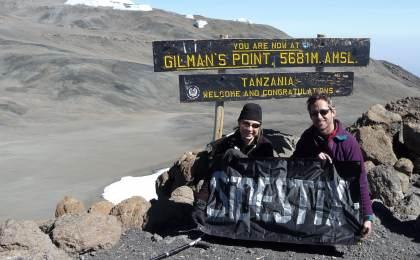 YOU ARE NOW AT
GILMAN'S POINT, 5681M. AMSL.
TANZANIA
WELCOME AND CONGRATULATIONS